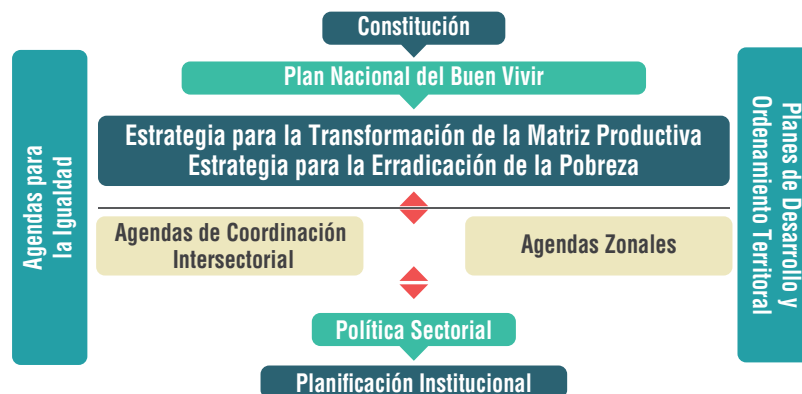 Constitución
Plan Nacional del Buen Vivir
Estrategia para la Transformación de la Matriz Productiva
Estrategia para la Erradicación de la Pobreza
Agendas para
la Igualdad
Agendas de Coordinación
Intersectorial
Agendas Zonales
Planes de Desarrollo y
Ordenamiento Territoral
Política Sectorial
Planificación Institucional